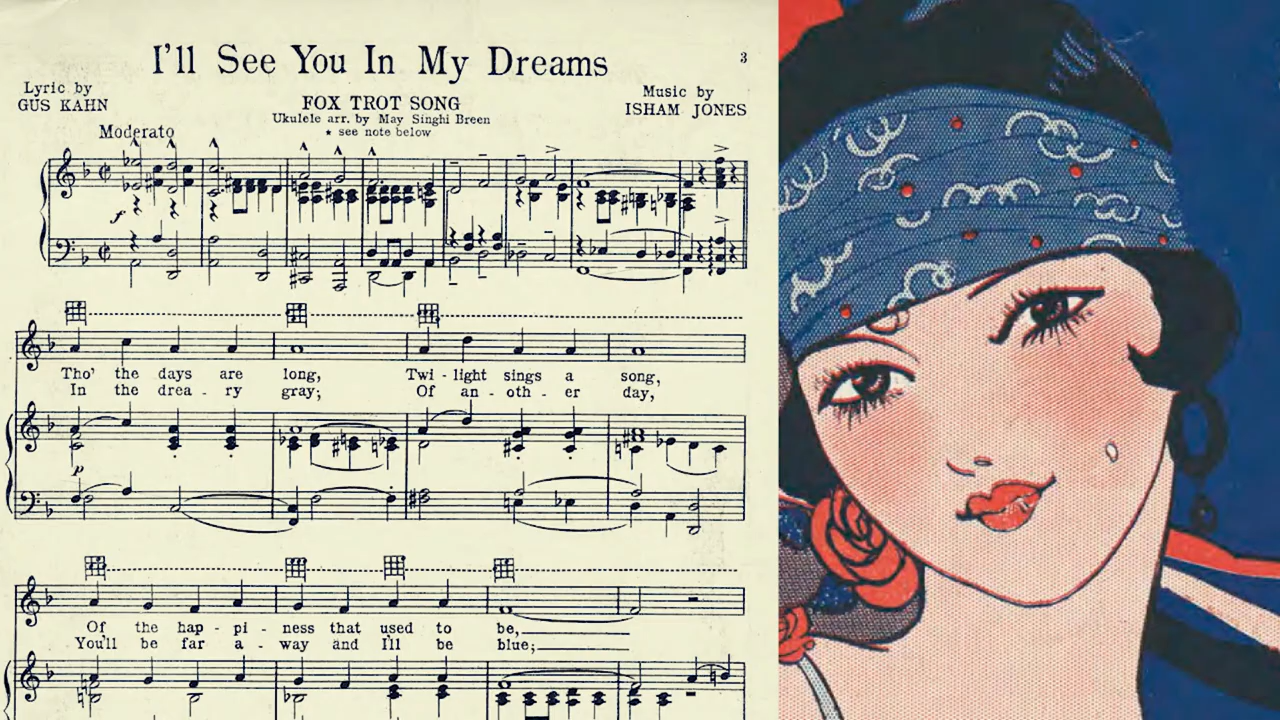 I'll See You In My Dreams
3
Lyric by
GUS KAHN
FOX TROT SONG
Ukulele arr. by May Singhi Breen
* see note below
Music by
ISHAM JONES
Moderato
f
Tho' the days are long, Twi - light sings a song,
In the drea - ry gray; Of an - oth - er day,
p
Of the hap - pi - ness that used to be,
You'll be far a - way and I'll be blue;